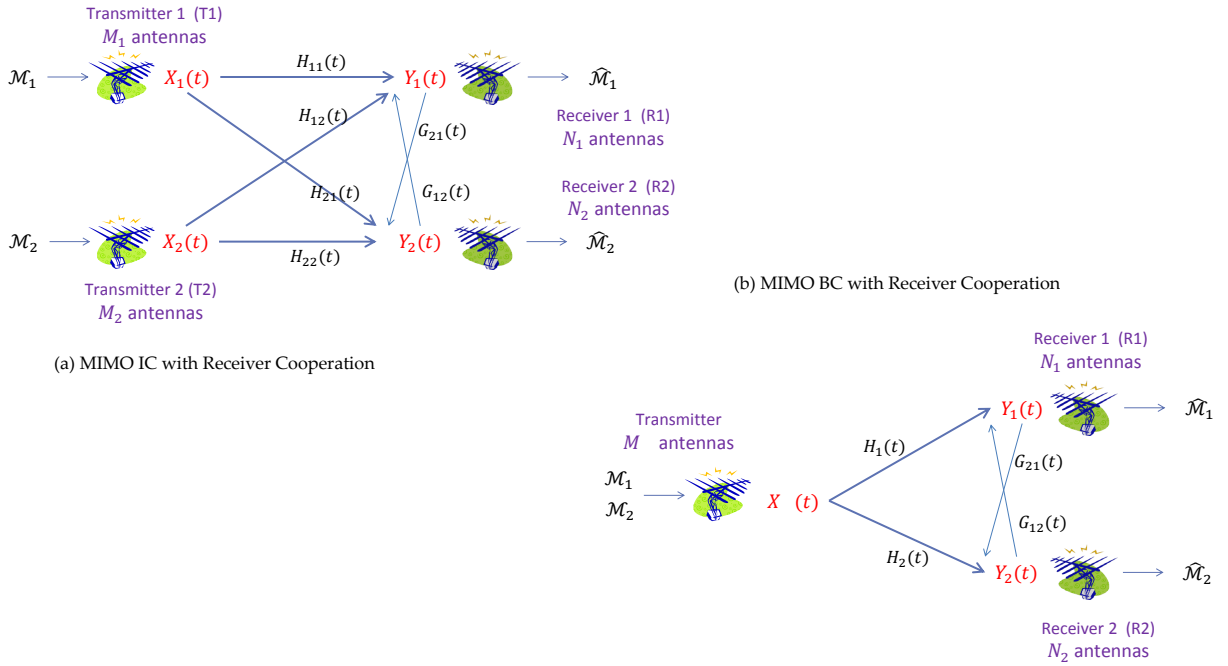 Transmitter 1 (T1)
M₁ antennas
ℳ₁
X₁(t)
H₁₁(t)
Y₁(t)
ℳ̂₁
H₁₂(t)
G₂₁(t)
Receiver 1 (R1)
N₁ antennas
H₂₁(t)
G₁₂(t)
Receiver 2 (R2)
N₂ antennas
ℳ₂
X₂(t)
H₂₂(t)
Y₂(t)
ℳ̂₂
Transmitter 2 (T2)
M₂ antennas
(a) MIMO IC with Receiver Cooperation
(b) MIMO BC with Receiver Cooperation
Receiver 1 (R1)
N₁ antennas
Transmitter
M antennas
ℳ₁
ℳ₂
X (t)
H₁(t)
Y₁(t)
ℳ̂₁
G₂₁(t)
G₁₂(t)
H₂(t)
Y₂(t)
ℳ̂₂
Receiver 2 (R2)
N₂ antennas